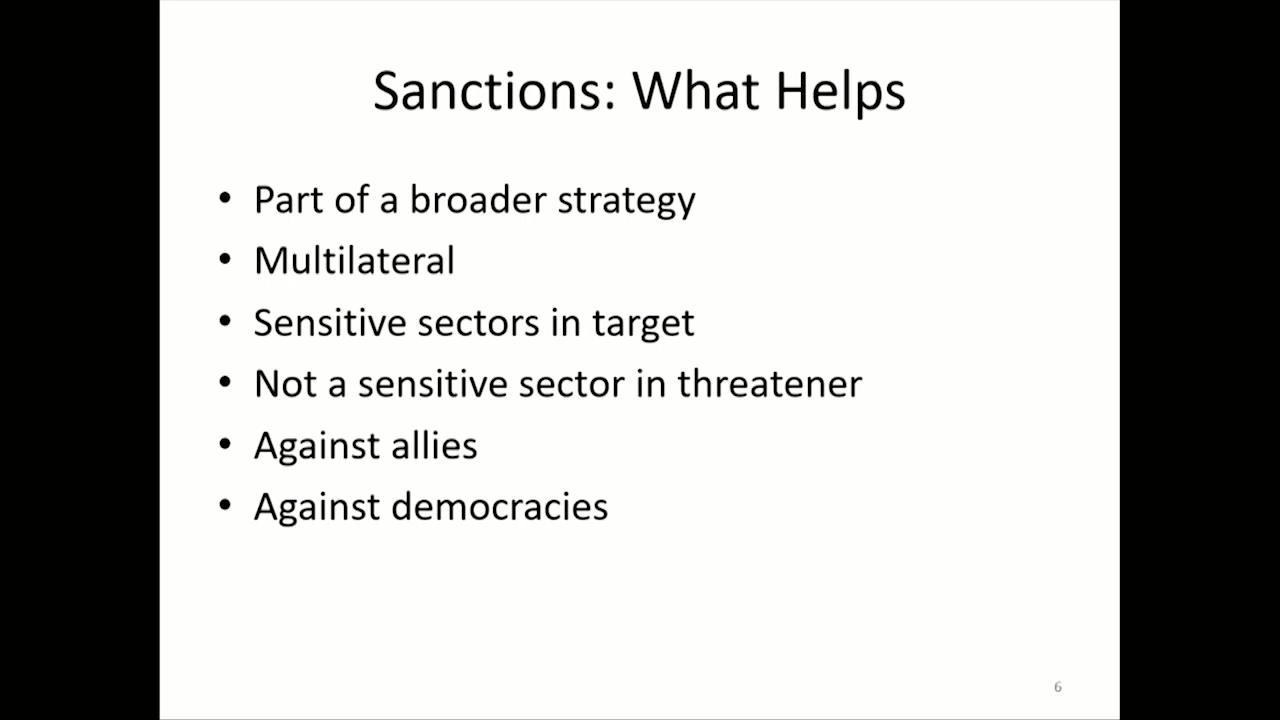 Sanctions: What Helps
• Part of a broader strategy
• Multilateral
• Sensitive sectors in target
• Not a sensitive sector in threatener
• Against allies
• Against democracies
6